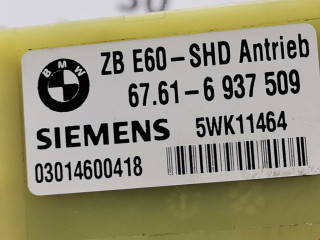 BMW
ZB E60-SHD Antrieb
67.61-6 937 509
SIEMENS 5WK11464
03014600418